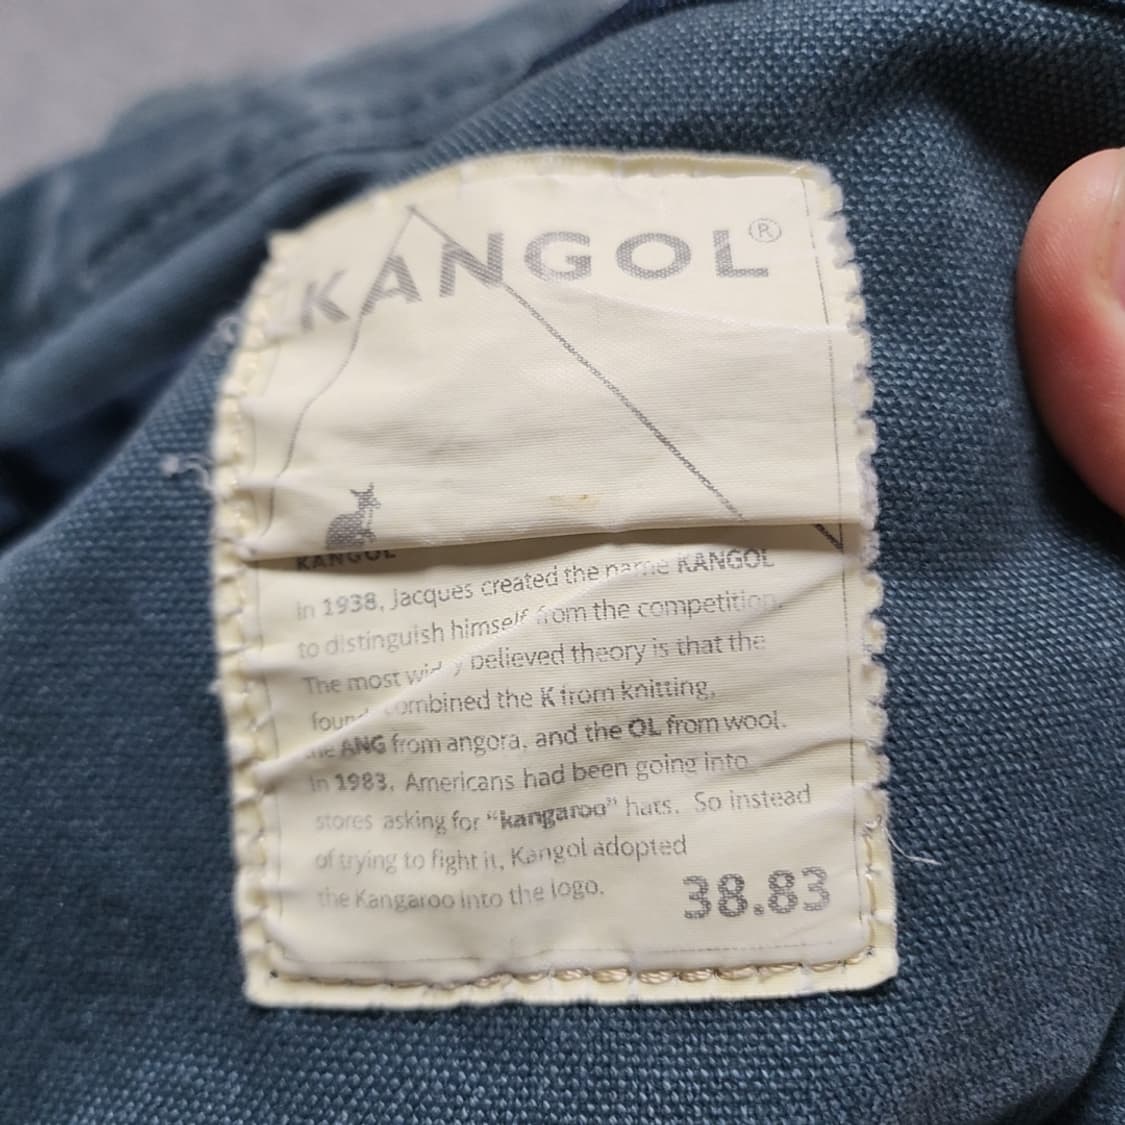 KANGOL®
KANGOL
In 1938, Jacques created the name KANGOL
to distinguish himself from the competition.
The most believed theory is that the
combined the K from knitting,
the ANG from angora, and the OL from wool.
In 1983, Americans had been going into
stores asking for "kangaroo" hats. So instead
of trying to fight it, Kangol adopted
the Kangaroo into the logo.
38.83